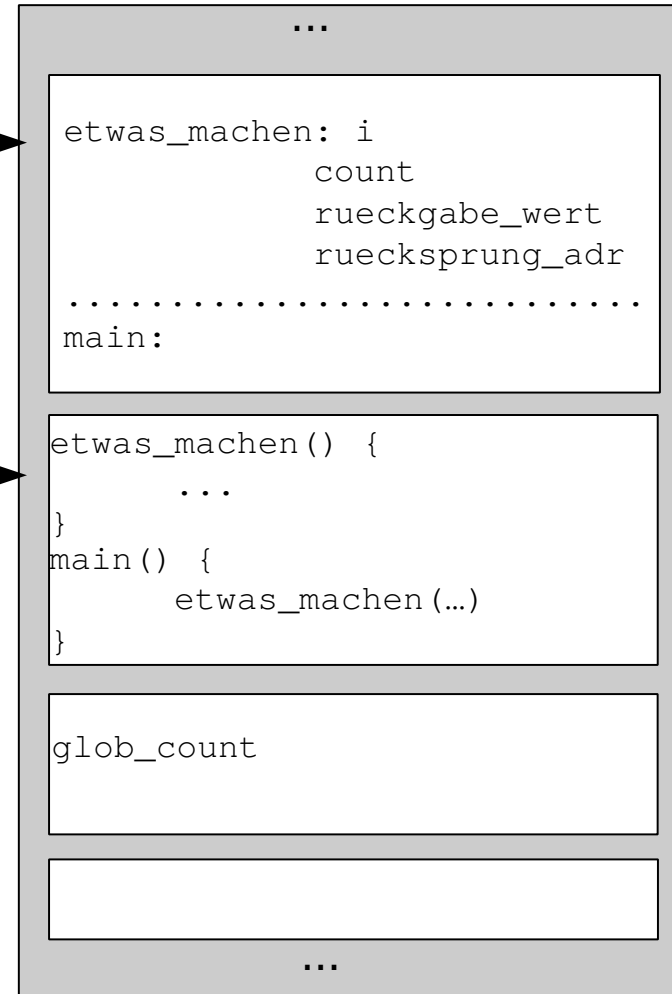 ...
etwas_machen: i
count
rueckgabe_wert
ruecksprung_adr
............................
main:
etwas_machen() {
...
}
main() {
etwas_machen(…)
}
glob_count
...